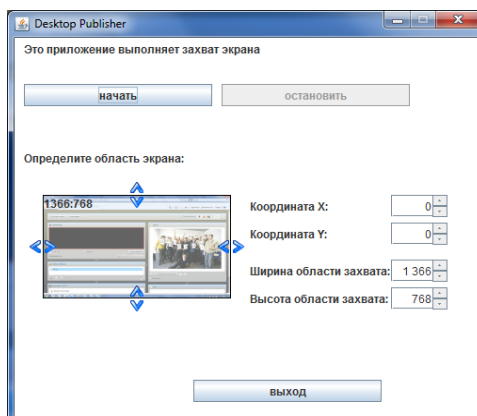 Desktop Publisher
Это приложение выполняет захват экрана
начать
остановить
Определите область экрана:
1366:768
Координата X: 0
Координата Y: 0
Ширина области захвата: 1 366
Высота области захвата: 768
выход